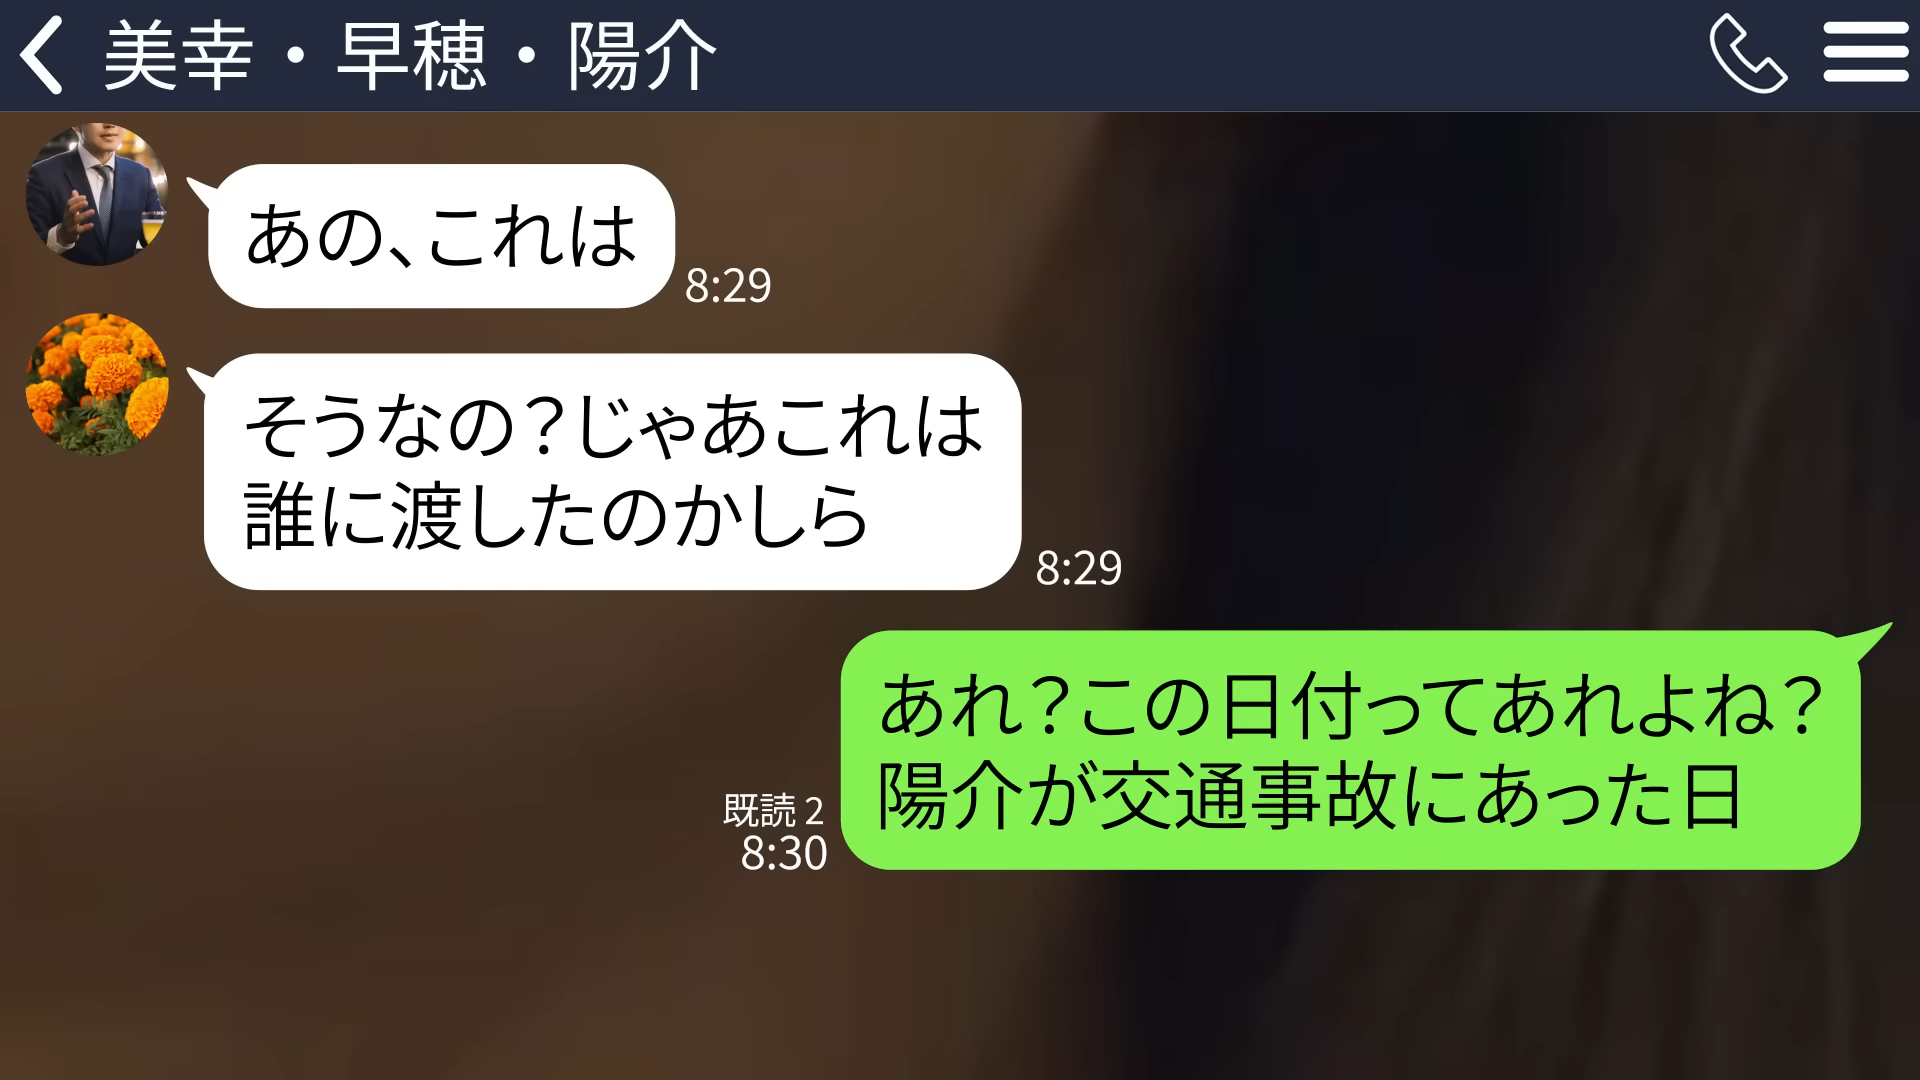 美幸・早穂・陽介
あの、これは
8:29
そうなの？じゃあこれは
誰に渡したのかしら
8:29
あれ？この日付ってあれよね？
陽介が交通事故にあった日
既読 2
8:30